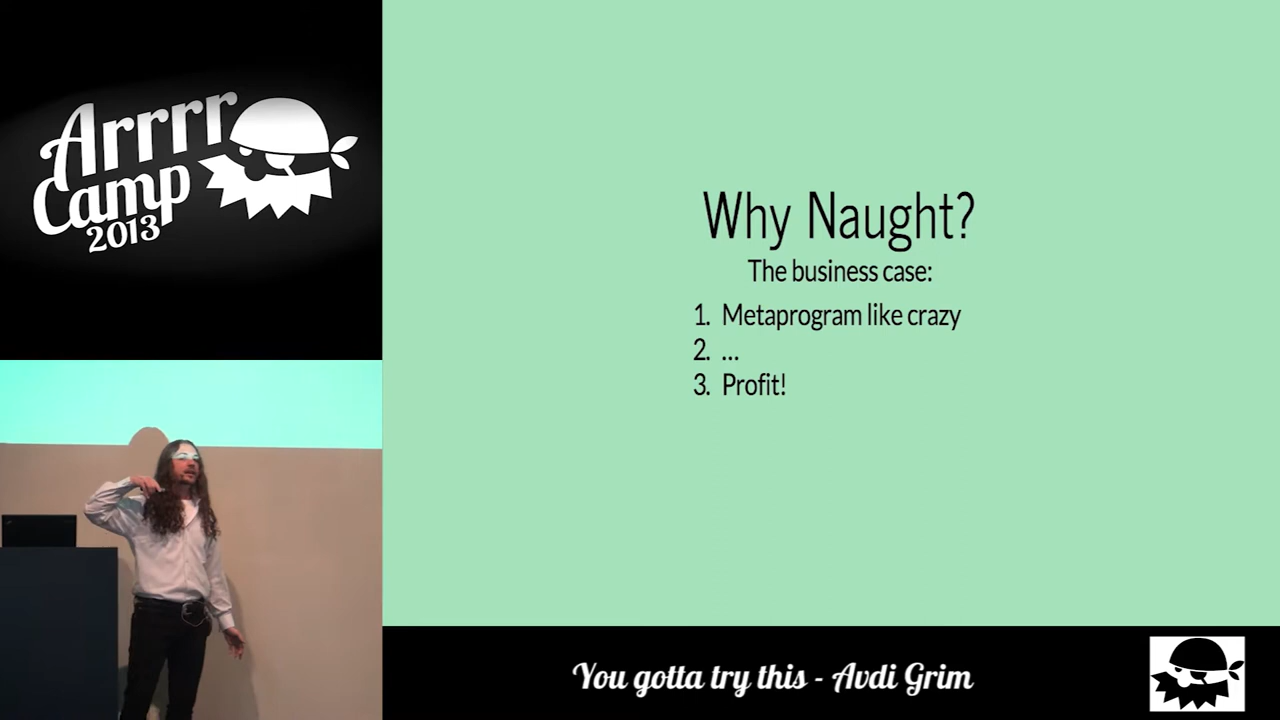 Arrrr
Camp
2013
Why Naught?
The business case:
1. Metaprogram like crazy
2. ...
3. Profit!
You gotta try this - Avdi Grim